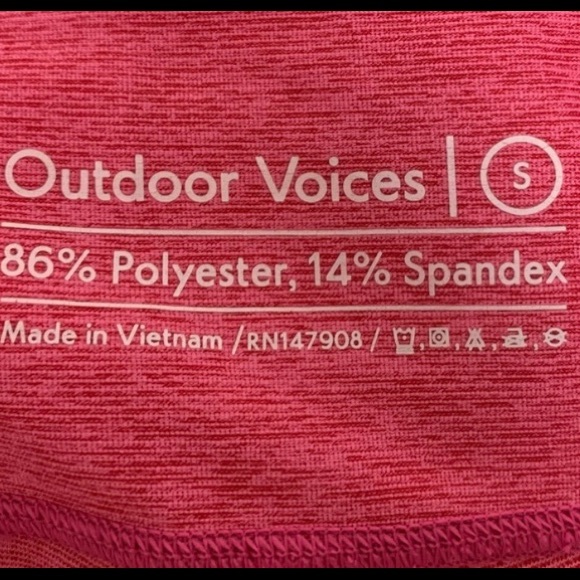 Outdoor Voices | S
86% Polyester, 14% Spandex
Made in Vietnam /RN147908/